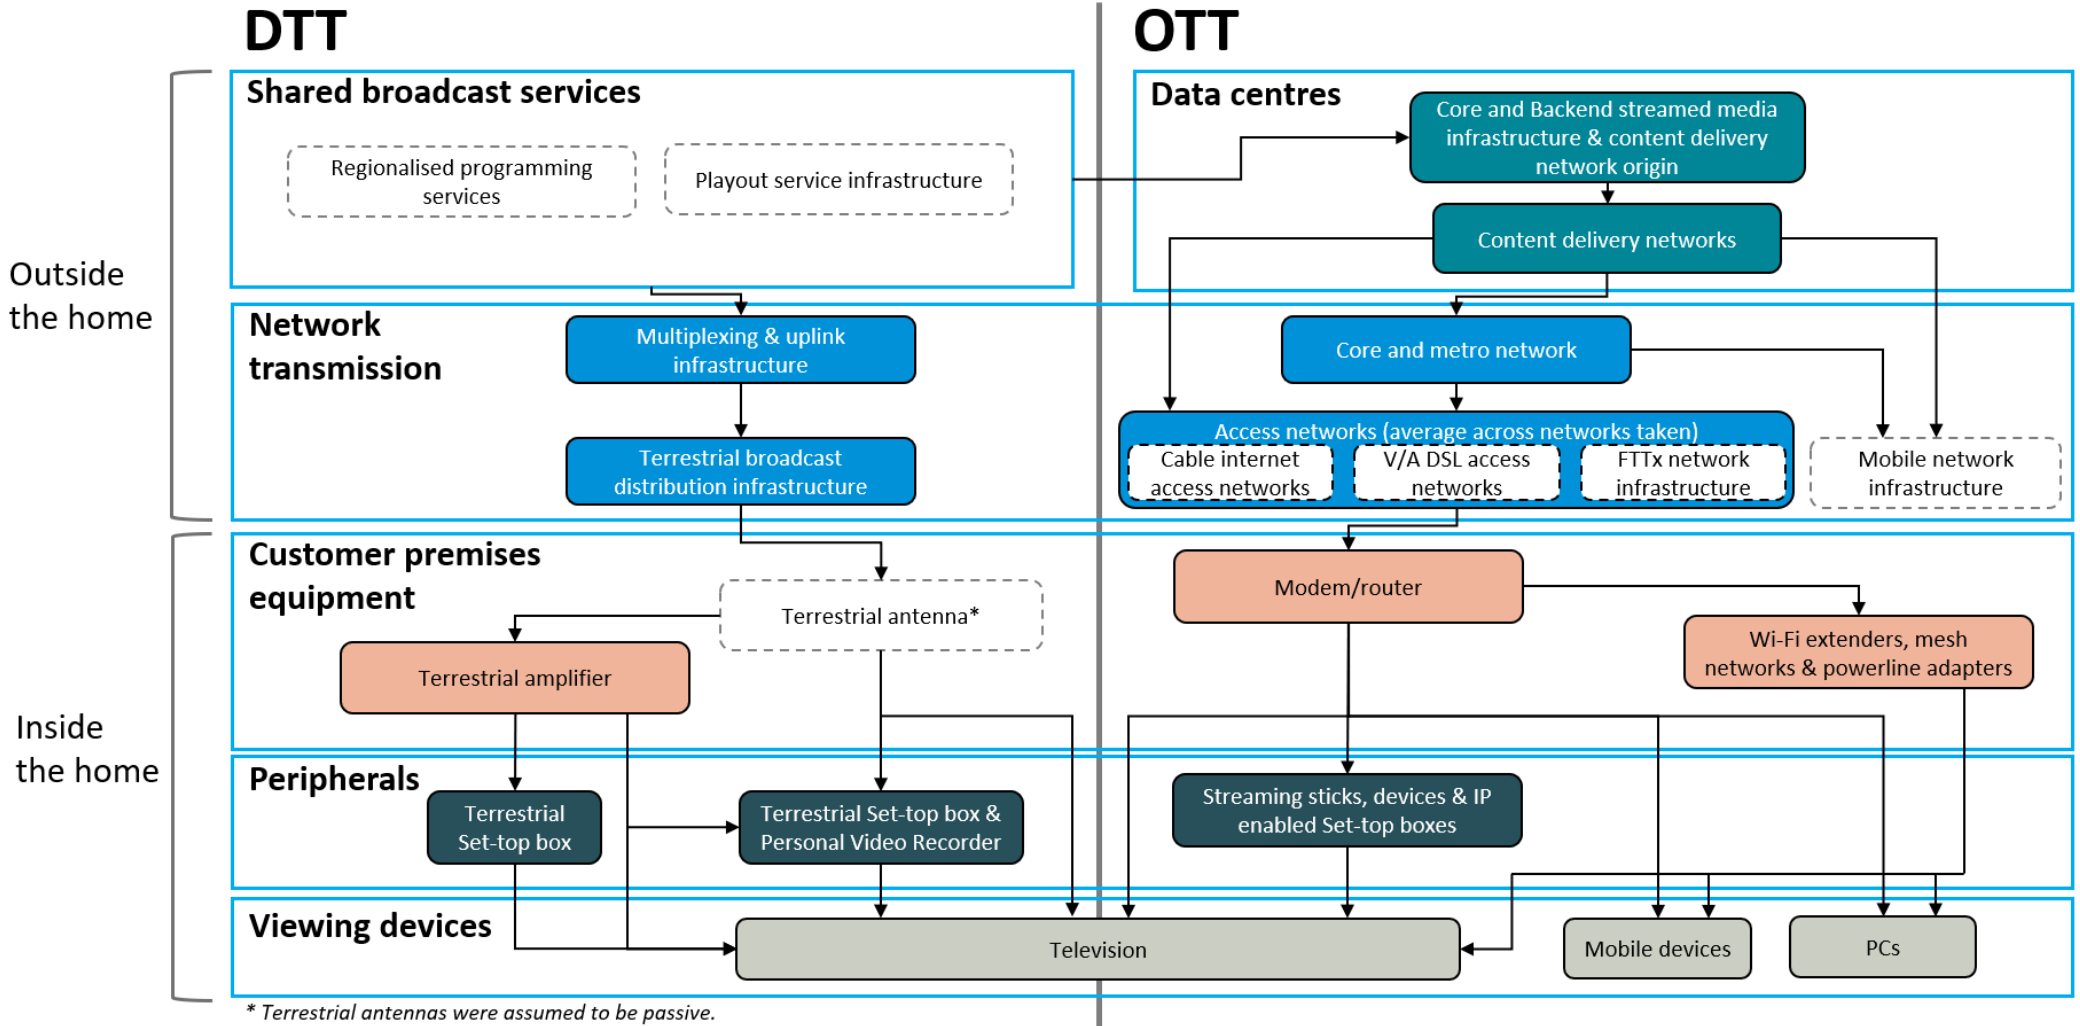 DTT
OTT
Outside
the home
Shared broadcast services
Regionalised programming
services
Playout service infrastructure
Data centres
Core and Backend streamed media
infrastructure & content delivery
network origin
Content delivery networks
Network
transmission
Multiplexing & uplink
infrastructure
Terrestrial broadcast
distribution infrastructure
Core and metro network
Access networks (average across networks taken)
Cable internet
access networks
V/A DSL access
networks
FTTx network
infrastructure
Mobile network
infrastructure
Inside
the home
Customer premises
equipment
Terrestrial antenna*
Terrestrial amplifier
Modem/router
Wi-Fi extenders, mesh
networks & powerline adapters
Peripherals
Terrestrial
Set-top box
Terrestrial Set-top box &
Personal Video Recorder
Streaming sticks, devices & IP
enabled Set-top boxes
Viewing devices
Television
Mobile devices
PCs
* Terrestrial antennas were assumed to be passive.